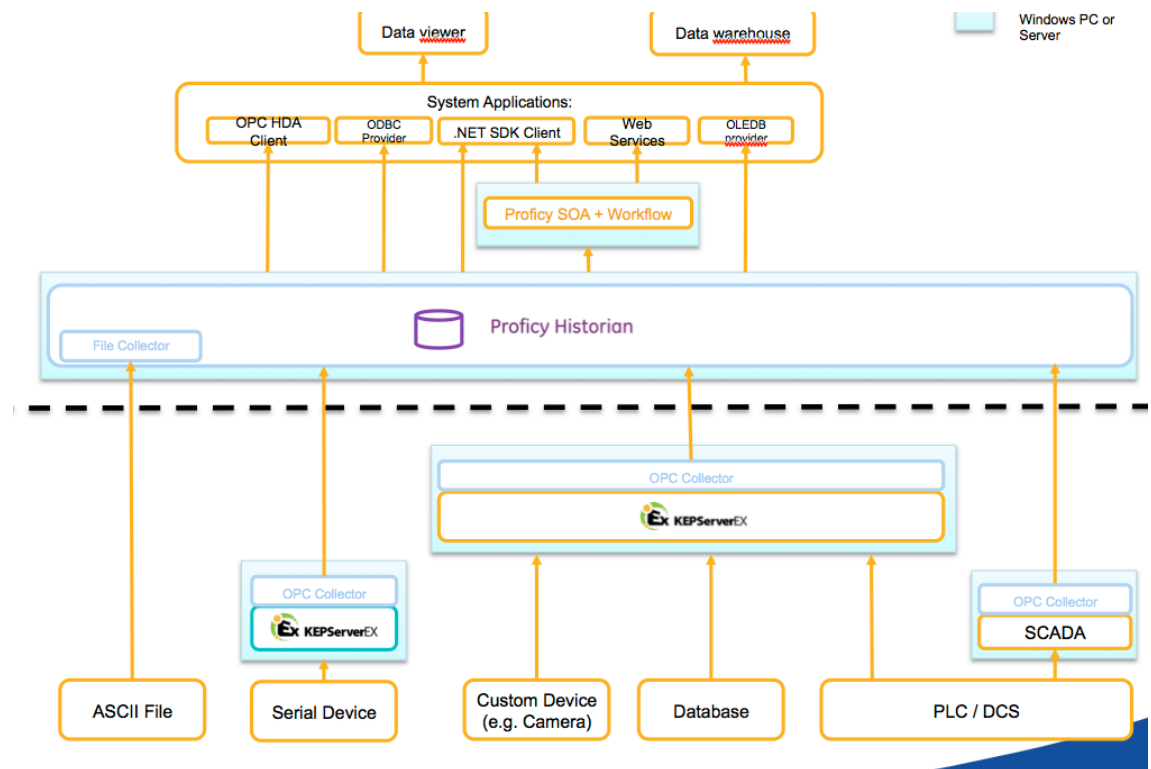 Data viewer
Data warehouse
Windows PC or
Server
System Applications:
OPC HDA
Client
ODBC
Provider
.NET SDK Client
Web
Services
OLEDB
provider
Proficy SOA + Workflow
Proficy Historian
File Collector
OPC Collector
Ex KEPServerEX
OPC Collector
Ex KEPServerEX
OPC Collector
SCADA
ASCII File
Serial Device
Custom Device
(e.g. Camera)
Database
PLC / DCS